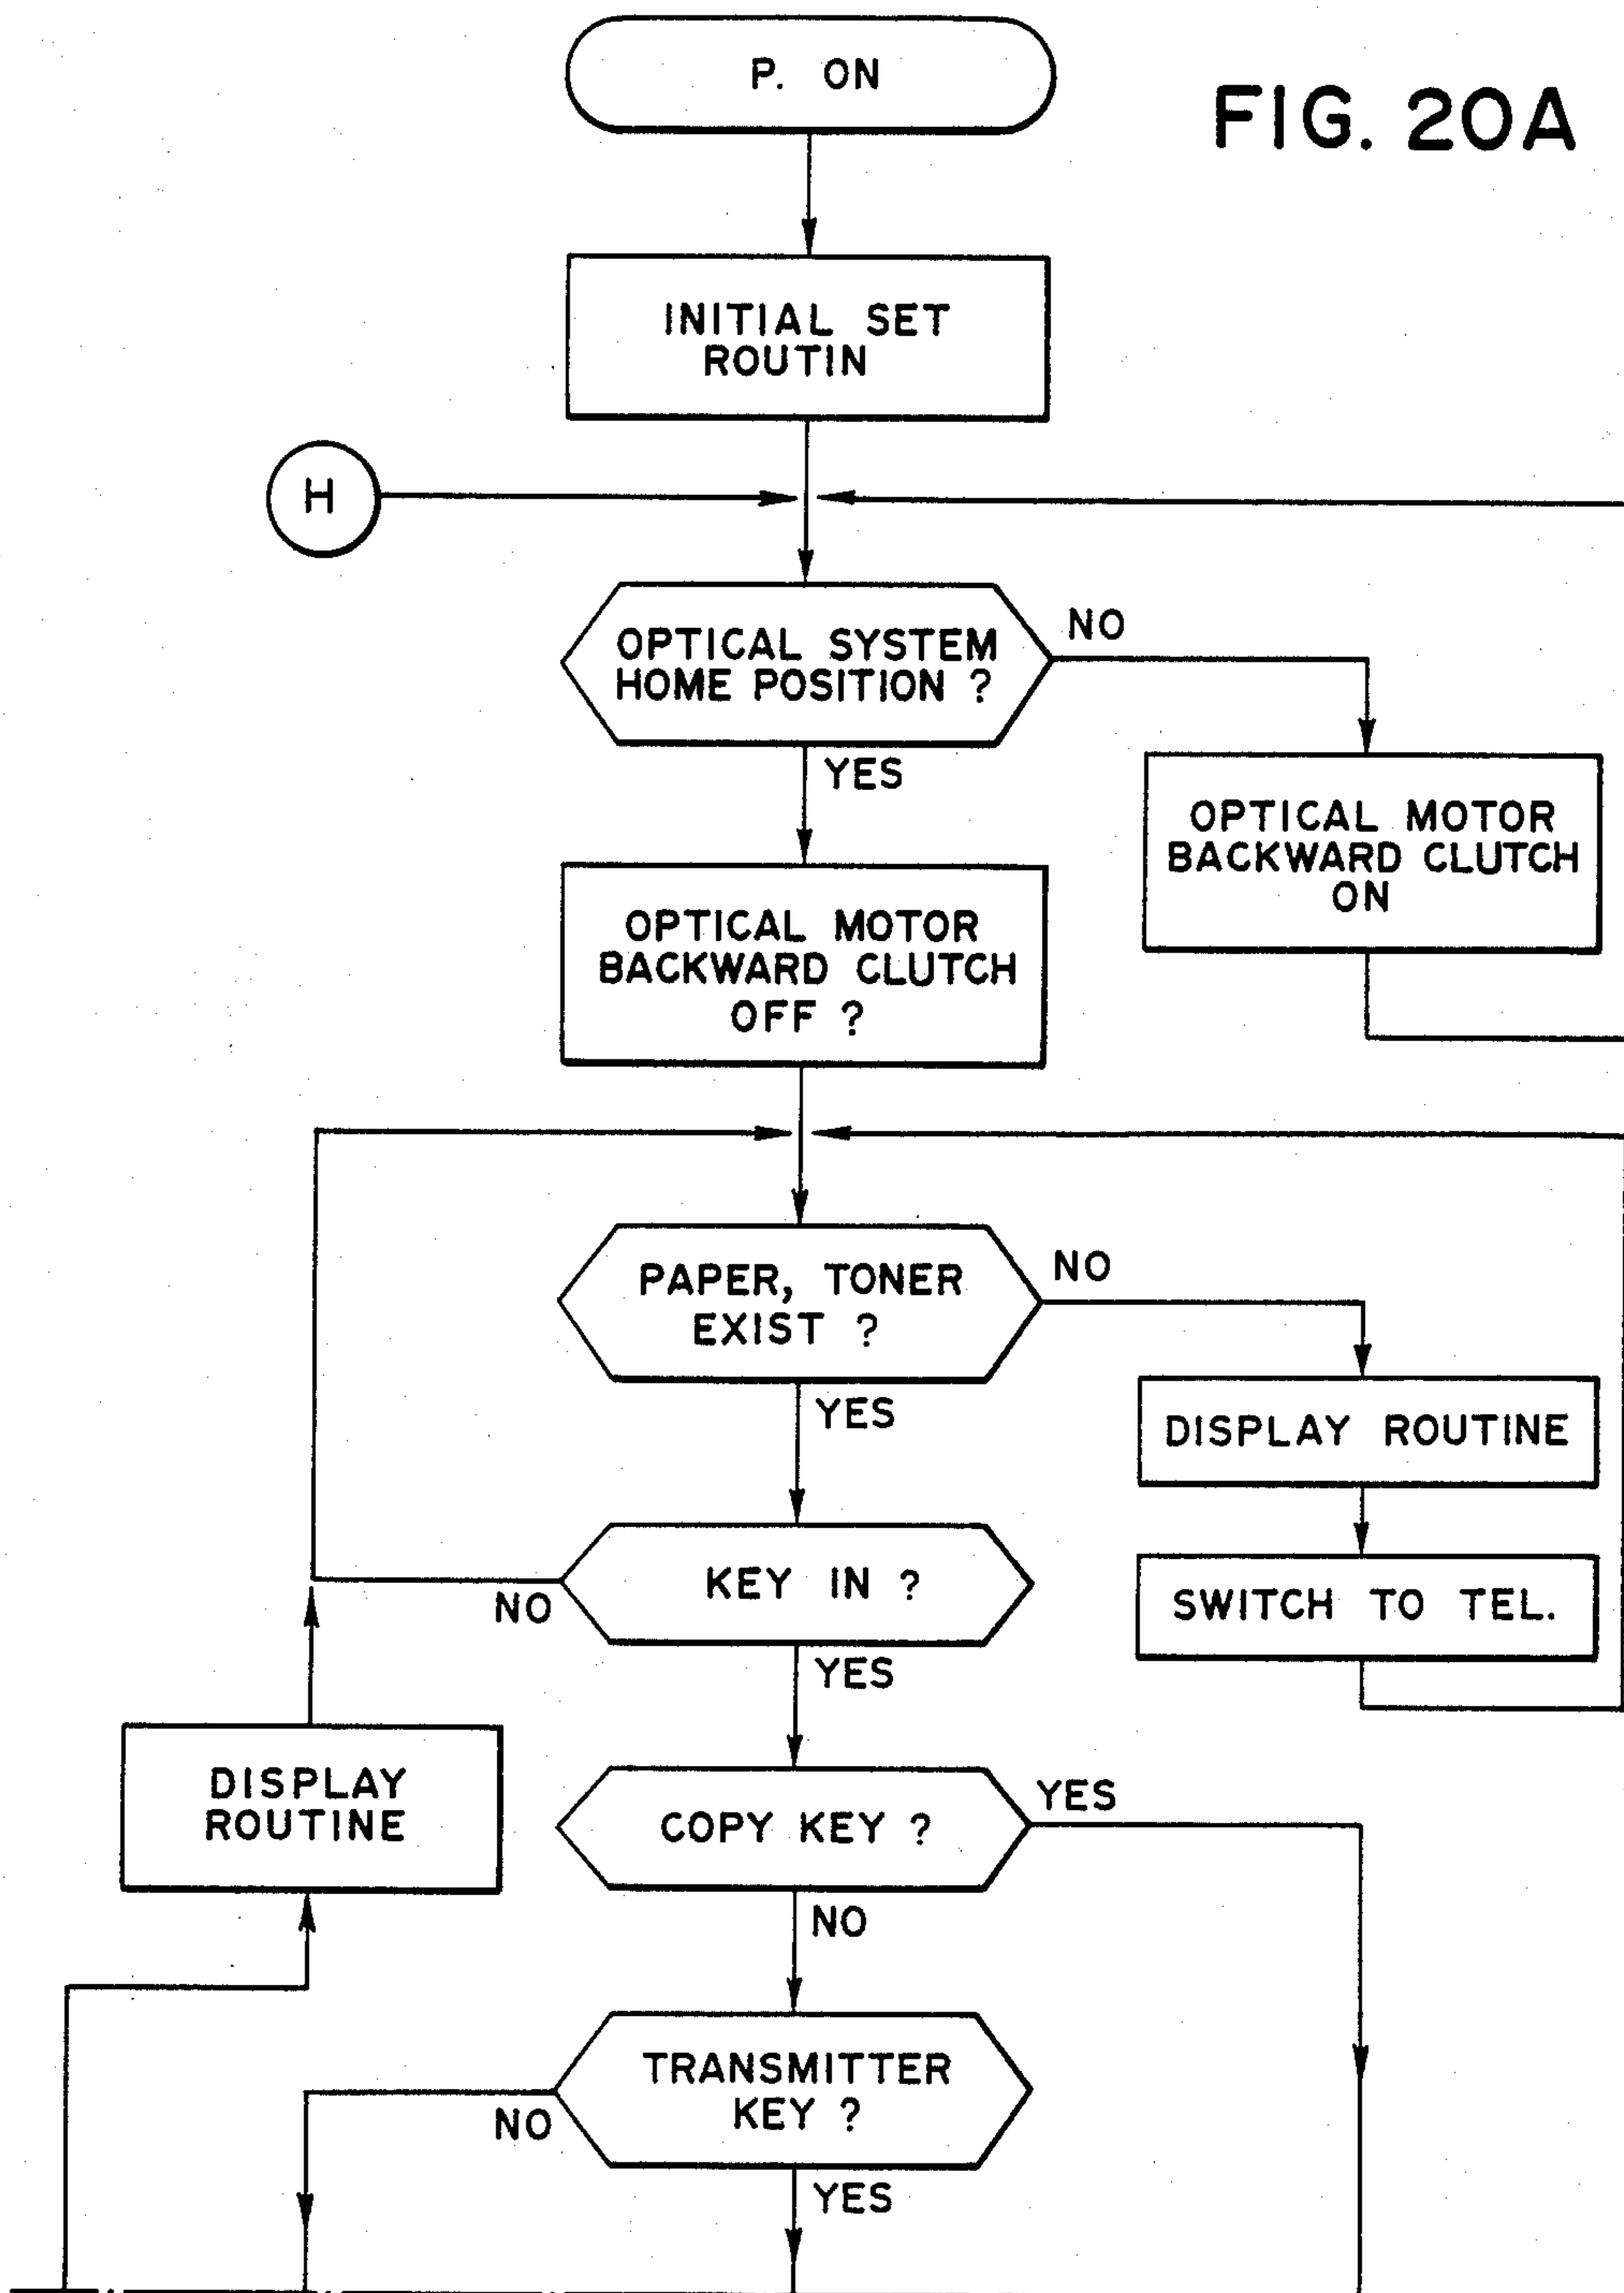 P. ON
FIG. 20A
INITIAL SET
ROUTIN
H
OPTICAL SYSTEM
HOME POSITION ?
NO
YES
OPTICAL MOTOR
BACKWARD CLUTCH
ON
OPTICAL MOTOR
BACKWARD CLUTCH
OFF ?
PAPER, TONER
EXIST ?
NO
YES
DISPLAY ROUTINE
KEY IN ?
NO
SWITCH TO TEL.
YES
DISPLAY
ROUTINE
COPY KEY ?
YES
NO
TRANSMITTER
KEY ?
NO
YES